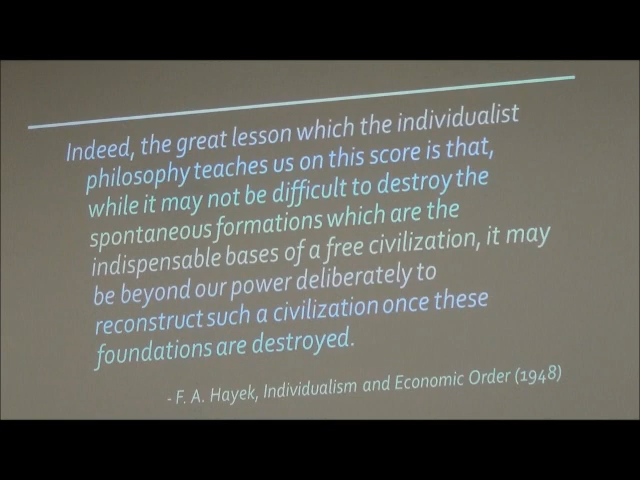 Indeed, the great lesson which the individualist
philosophy teaches us on this score is that,
while it may not be difficult to destroy the
spontaneous formations which are the
indispensable bases of a free civilization, it may
be beyond our power deliberately to
reconstruct such a civilization once these
foundations are destroyed.
- F. A. Hayek, Individualism and Economic Order (1948)